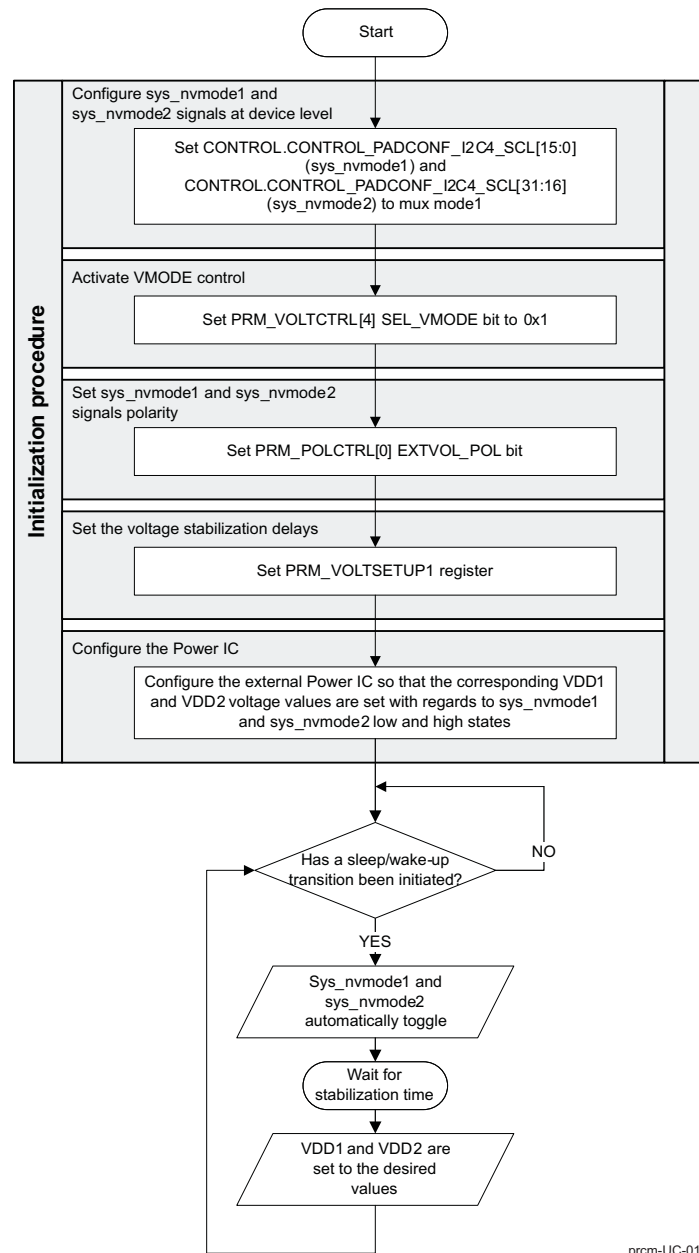 Start
Configure sys_nvmode1 and
sys_nvmode2 signals at device level
Set CONTROL.CONTROL_PADCONF_I2C4_SCL[15:0]
(sys_nvmode1) and
CONTROL.CONTROL_PADCONF_I2C4_SCL[31:16]
(sys_nvmode2) to mux mode1
Activate VMODE control
Set PRM_VOLTCTRL[4] SEL_VMODE bit to 0x1
Initialization procedure
Set sys_nvmode1 and sys_nvmode2
signals polarity
Set PRM_POLCTRL[0] EXTVOL_POL bit
Set the voltage stabilization delays
Set PRM_VOLTSETUP1 register
Configure the Power IC
Configure the external Power IC so that the corresponding VDD1
and VDD2 voltage values are set with regards to sys_nvmode1
and sys_nvmode2 low and high states
Has a sleep/wake-up
transition been initiated?
NO
YES
Sys_nvmode1 and
sys_nvmode2
automatically toggle
Wait for
stabilization time
VDD1 and VDD2 are
set to the desired
values